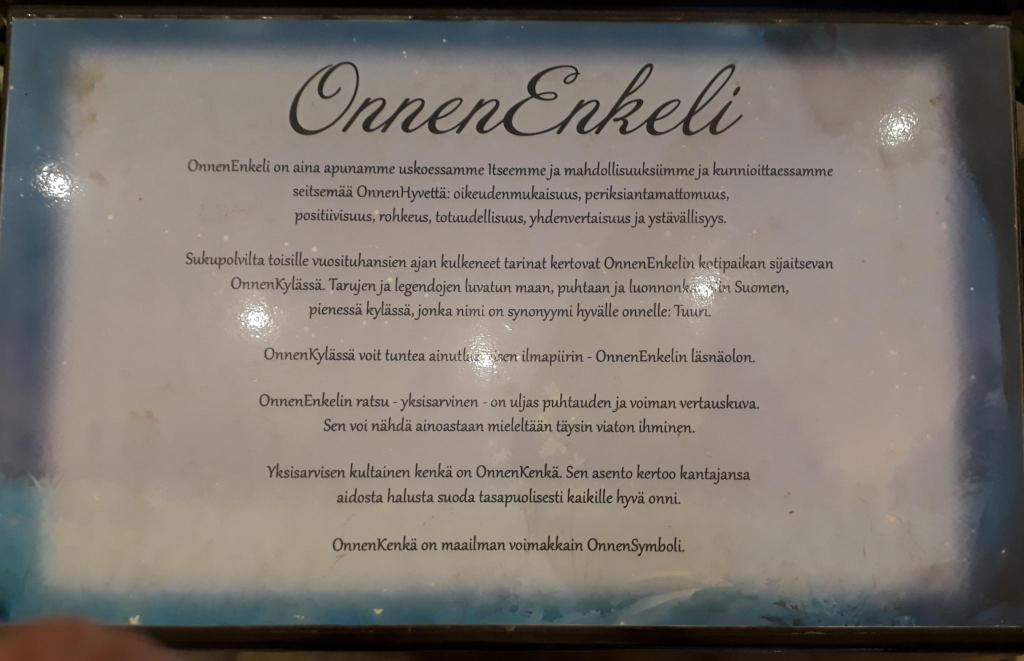 OnnenEnkeli
OnnenEnkeli on aina apunamme uskoessamme Itseemme ja mahdollisuuksiimme ja kunnioittaessamme
seitsemää OnnenHyvettä: oikeudenmukaisuus, periksiantamattomuus,
positiivisuus, rohkeus, totuudellisuus, yhdenvertaisuus ja ystävällisyys.
Sukupolvilta toisille vuosituhansien ajan kulkeneet tarinat kertovat OnnenEnkelin kotipaikan sijaitsevan
OnnenKylässä. Tarujen ja legendojen luvatun maan, puhtaan ja Suomen,
pienessä kylässä, jonka nimi on synonyymi hyvälle onnelle: Tuuri.
OnnenKylässä voit tuntea ilmapiirin - OnnenEnkelin läsnäolon.
OnnenEnkelin ratsu - yksisarvinen - on uljas puhtauden ja voiman vertauskuva.
Sen voi nähdä ainoastaan mieleltään täysin viaton ihminen.
Yksisarvisen kultainen kenkä on OnnenKenkä. Sen asento kertoo kantajansa
aidosta halusta suoda tasapuolisesti kaikille hyvä onni.
OnnenKenkä on maailman voimakkain OnnenSymboli.